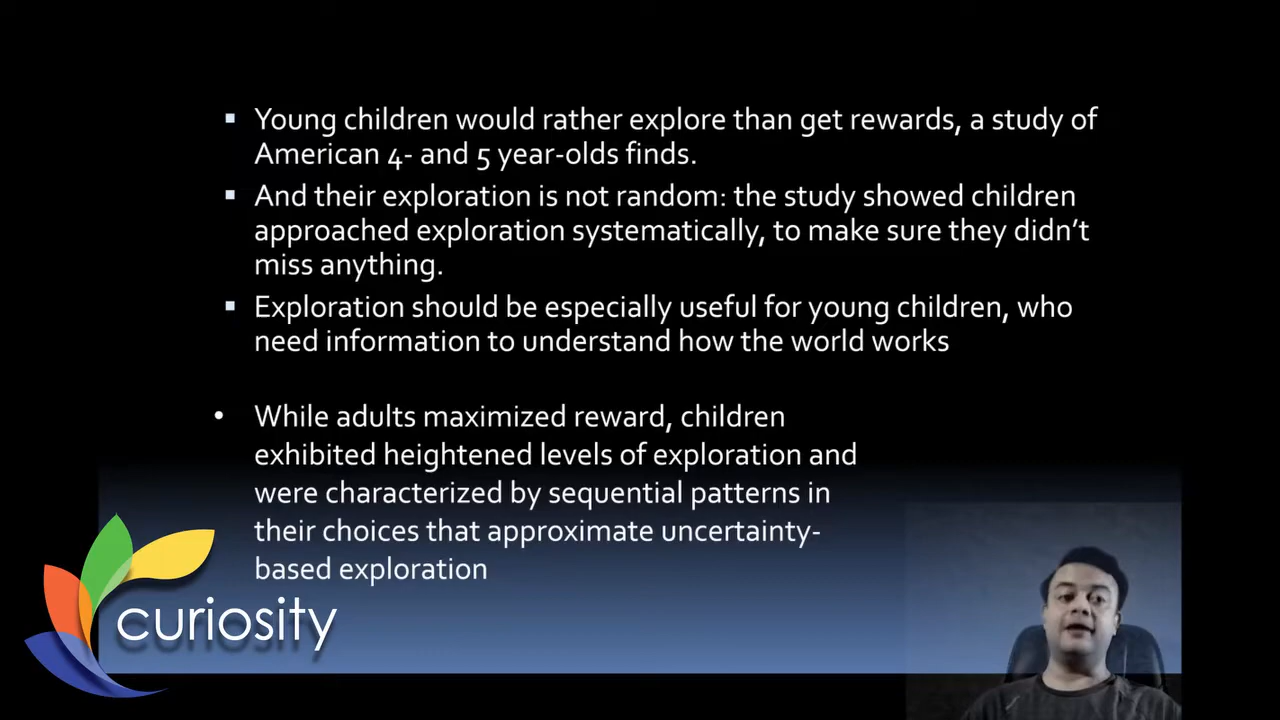 ▪ Young children would rather explore than get rewards, a study of
American 4- and 5 year-olds finds.
▪ And their exploration is not random: the study showed children
approached exploration systematically, to make sure they didn’t
miss anything.
▪ Exploration should be especially useful for young children, who
need information to understand how the world works
• While adults maximized reward, children
exhibited heightened levels of exploration and
were characterized by sequential patterns in
their choices that approximate uncertainty-
based exploration
curiosity